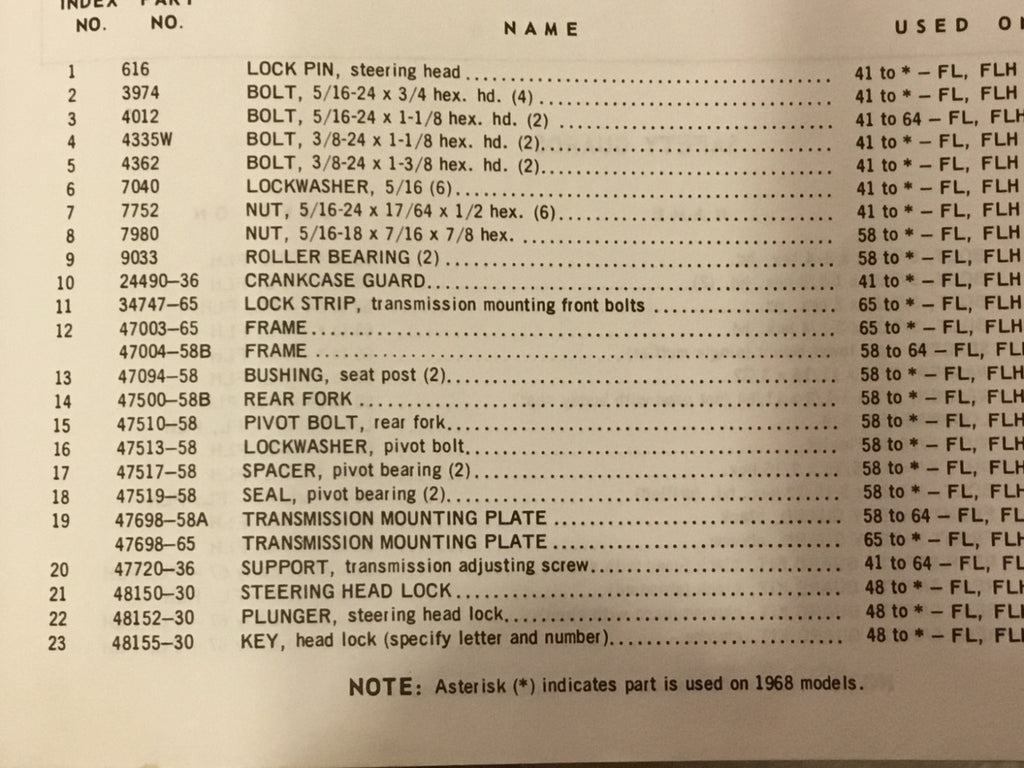 INDEX PART
NO. NO. NAME USED
1 616 LOCK PIN, steering head 41 to * – FL, FLH
2 3974 BOLT, 5/16-24 x 3/4 hex. hd. (4) 41 to * – FL, FLH
3 4012 BOLT, 5/16-24 x 1-1/8 hex. hd. (2) 41 to 64 – FL, FLH
4 4335W BOLT, 3/8-24 x 1-1/8 hex. hd. (2) 41 to * – FL, FLH
5 4362 BOLT, 3/8-24 x 1-3/8 hex. hd. (2) 41 to * – FL, FLH
6 7040 LOCKWASHER, 5/16 (6) 41 to * – FL, FLH
7 7752 NUT, 5/16-24 x 17/64 x 1/2 hex. (6) 41 to * – FL, FLH
8 7980 NUT, 5/16-18 x 7/16 x 7/8 hex. 58 to * – FL, FLH
9 9033 ROLLER BEARING (2) 58 to * – FL, FLH
10 24490–36 CRANKCASE GUARD 41 to * – FL, FLH
11 34747–65 LOCK STRIP, transmission mounting front bolts 65 to * – FL, FLH
12 47003–65 FRAME 65 to * – FL, FLH
47004–58B FRAME 58 to 64 – FL,
13 47094–58 BUSHING, seat post (2) 58 to * – FL, FLH
14 47500–58B REAR FORK 58 to * – FL, FLH
15 47510–58 PIVOT BOLT, rear fork 58 to * – FL, FLH
16 47513–58 LOCKWASHER, pivot bolt 58 to * – FL, FLH
17 47517–58 SPACER, pivot bearing (2) 58 to * – FL, FLH
18 47519–58 SEAL, pivot bearing (2) 58 to * – FL, FLH
19 47698–58A TRANSMISSION MOUNTING PLATE 58 to 64 – FL,
47698–65 TRANSMISSION MOUNTING PLATE 65 to * – FL,
20 47720–36 SUPPORT, transmission adjusting screw 41 to 64 – FL,
21 48150–30 STEERING HEAD LOCK 48 to * – FL, FLH
22 48152–30 PLUNGER, steering head lock 48 to * – FL,
23 48155–30 KEY, head lock (specify letter and number) 48 to * – FL, FLH
NOTE: Asterisk (*) indicates part is used on 1968 models.